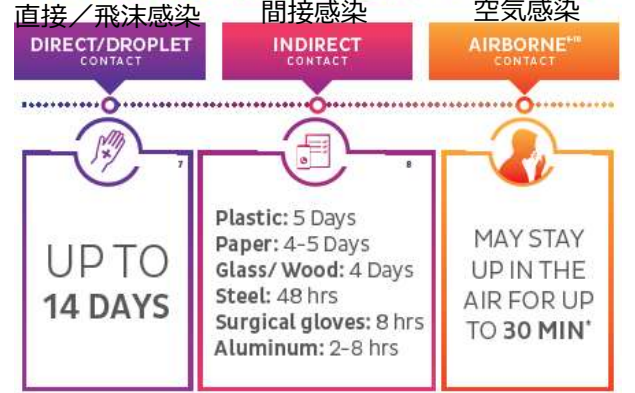 直接／飛沫感染
DIRECT/DROPLET
CONTACT
7
UP TO
14 DAYS
間接感染
INDIRECT
CONTACT
8
Plastic: 5 Days
Paper: 4-5 Days
Glass/ Wood: 4 Days
Steel: 48 hrs
Surgical gloves: 8 hrs
Aluminum: 2-8 hrs
空気感染
AIRBORNE⁹⁻¹⁰
CONTACT
MAY STAY
UP IN THE
AIR FOR UP
TO 30 MIN*